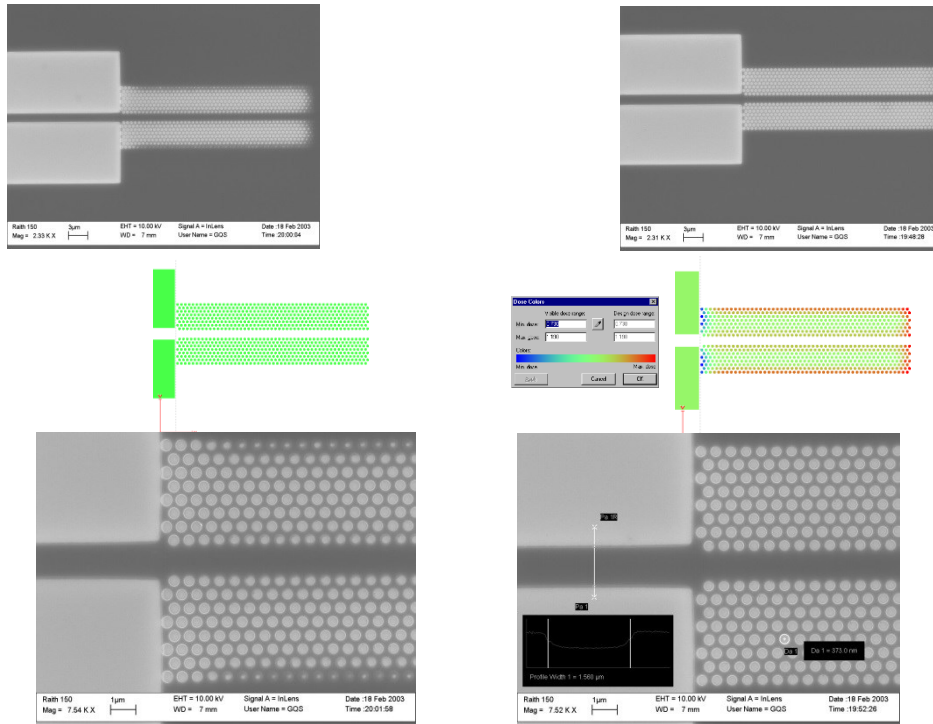 Raith 150 3µm EHT = 10.00 kV Signal A = InLens Date :18 Feb 2003
Mag = 2.33 K X WD = 7 mm User Name = GQS Time :20:00:04
Raith 150 3µm EHT = 10.00 kV Signal A = InLens Date :18 Feb 2003
Mag = 2.31 K X WD = 7 mm User Name = GQS Time :19:48:28
Dose Colors
Visible dose range: Design dose range:
Min. dose:
Max. dose: 1.100 1.100
Colors
Min. dose Max. dose
Apply Cancel OK
Pa 1R
Pa 1
Da 1 Da 1 = 373.0 nm
Profile Width 1 = 1.568 µm
Raith 150 1µm EHT = 10.00 kV Signal A = InLens Date :18 Feb 2003
Mag = 7.54 K X WD = 7 mm User Name = GQS Time :20:01:58
Raith 150 1µm EHT = 10.00 kV Signal A = InLens Date :18 Feb 2003
Mag = 7.52 K X WD = 7 mm User Name = GQS Time :19:52:26